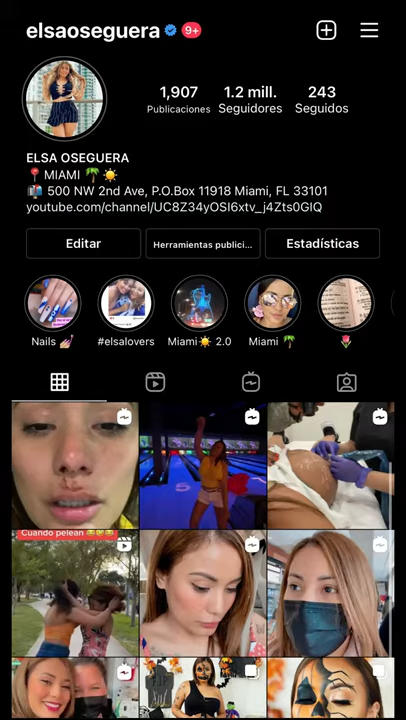 elsaoseguera 9+
1,907 1.2 mill. 243
Publicaciones Seguidores Seguidos
ELSA OSEGUERA
📍 MIAMI 🌴☀️
📬 500 NW 2nd Ave, P.O.Box 11918 Miami, FL 33101
youtube.com/channel/UC8Z34yOSI6xtv_j4Zts0GIQ
Editar Herramientas publici... Estadísticas
Nails 💅 #elsalovers Miami☀️ 2.0 Miami 🌴 🌷
Cuando pelean 😂😂😂